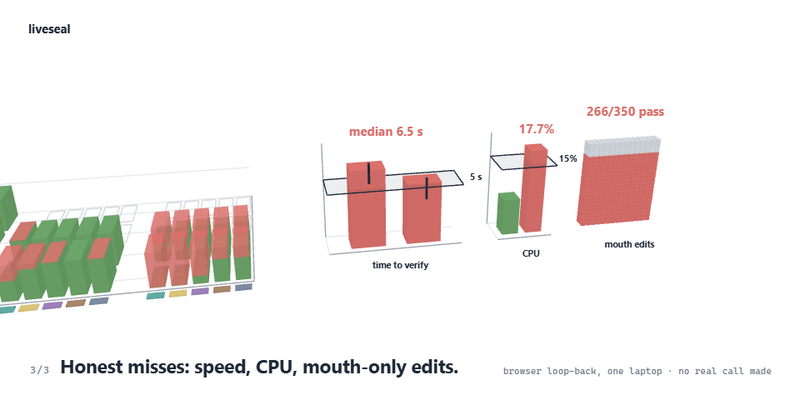 liveseal
266/350 pass
median 6.5 s
17.7%
15%
5 s
mouth edits
CPU
time to verify
3/3 Honest misses: speed, CPU, mouth-only edits.
browser loop-back, one laptop · no real call made